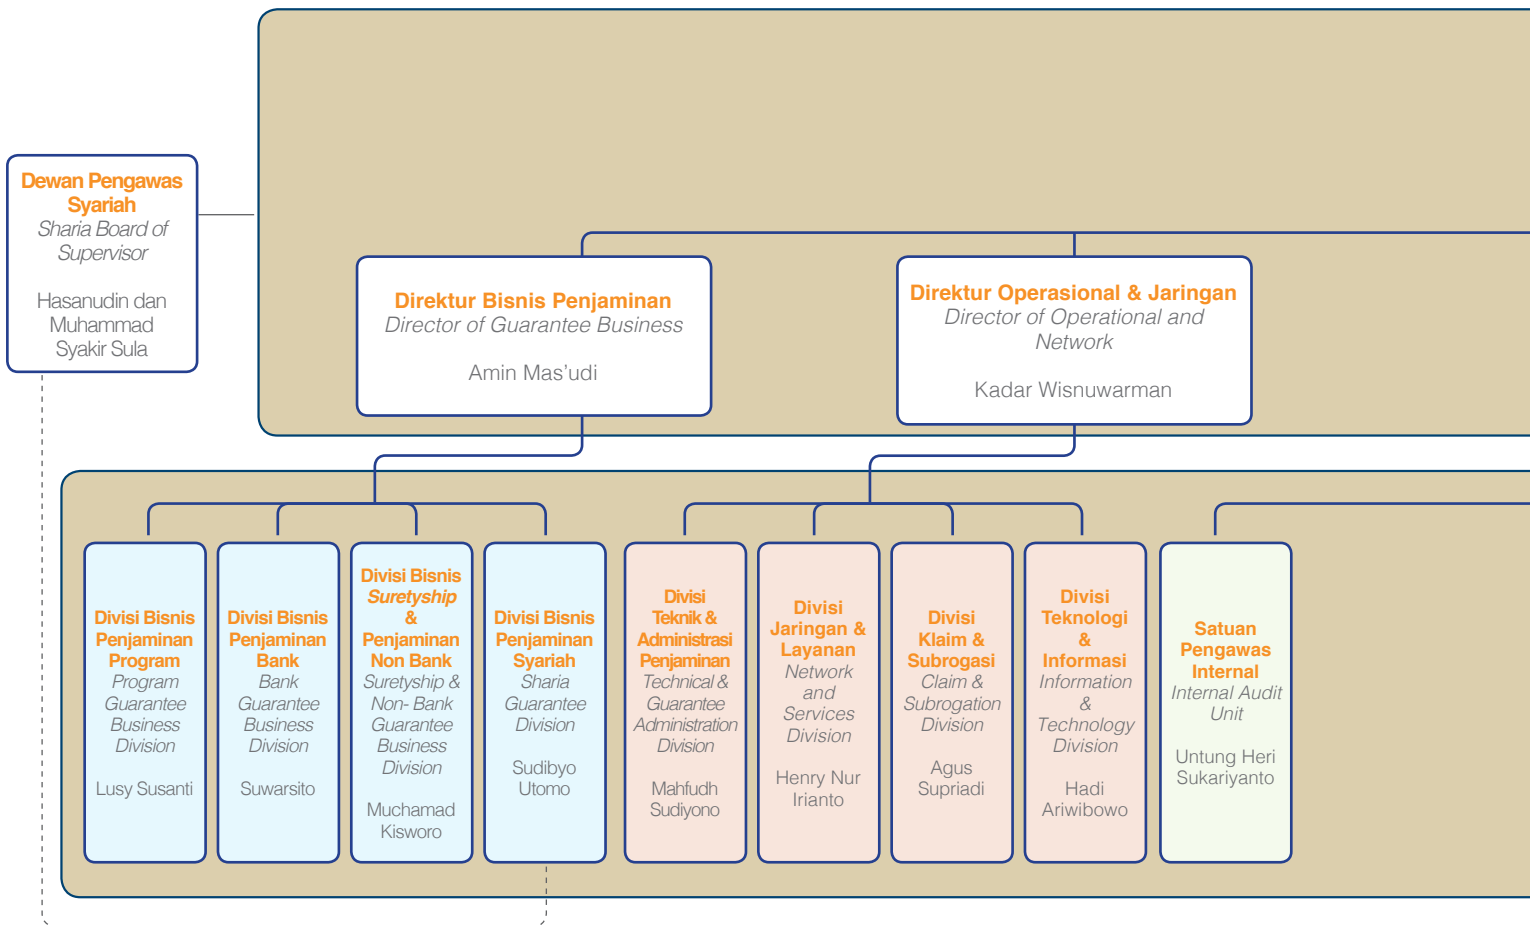 Dewan Pengawas
Syariah
Sharia Board of
Supervisor
Hasanudin dan
Muhammad
Syakir Sula
Direktur Bisnis Penjaminan
Director of Guarantee Business
Amin Mas'udi
Direktur Operasional & Jaringan
Director of Operational and
Network
Kadar Wisnuwarman
Divisi Bisnis
Penjaminan
Program
Program
Guarantee
Business
Division
Lusy Susanti
Divisi Bisnis
Penjaminan
Bank
Bank
Guarantee
Business
Division
Suwarsito
Divisi Bisnis
Suretyship
&
Penjaminan
Non Bank
Suretyship &
Non- Bank
Guarantee
Business
Division
Muchamad
Kisworo
Divisi Bisnis
Penjaminan
Syariah
Sharia
Guarantee
Division
Sudibyo
Utomo
Divisi
Teknik &
Administrasi
Penjaminan
Technical &
Guarantee
Administration
Division
Mahfudh
Sudiyono
Divisi
Jaringan &
Layanan
Network
and
Services
Division
Henry Nur
Irianto
Divisi
Klaim &
Subrogasi
Claim &
Subrogation
Division
Agus
Supriadi
Divisi
Teknologi
&
Informasi
Information
&
Technology
Division
Hadi
Ariwibowo
Satuan
Pengawas
Internal
Internal Audit
Unit
Untung Heri
Sukariyanto